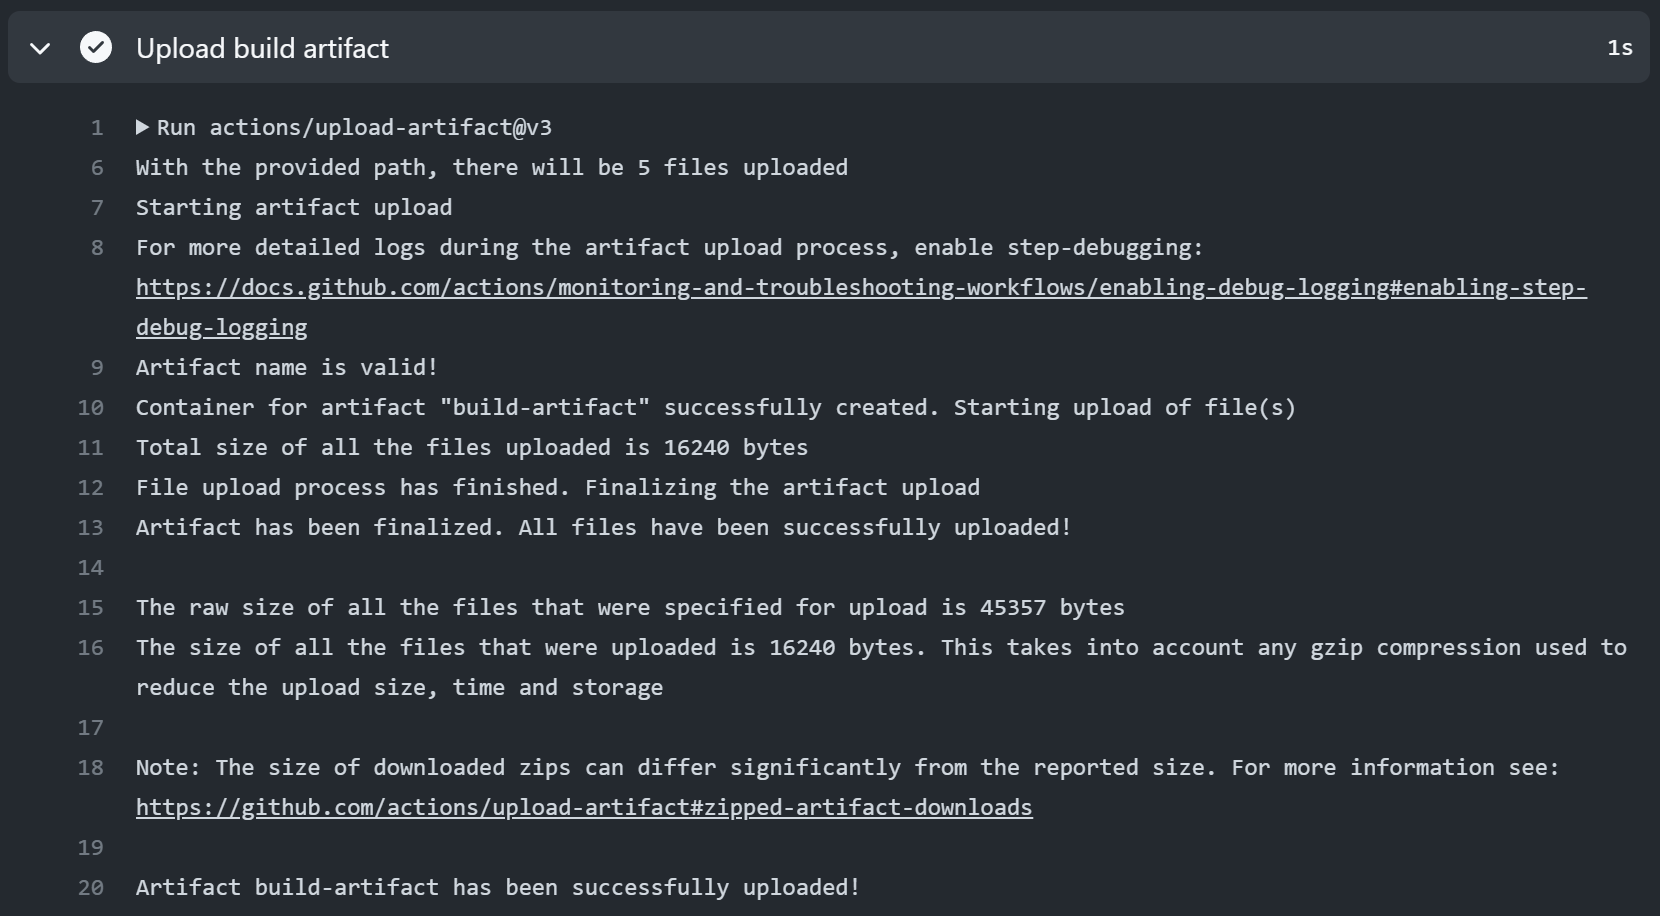 Upload build artifact 1s
1 Run actions/upload-artifact@v3
6 With the provided path, there will be 5 files uploaded
7 Starting artifact upload
8 For more detailed logs during the artifact upload process, enable step-debugging:
https://docs.github.com/actions/monitoring-and-troubleshooting-workflows/enabling-debug-logging#enabling-step-
debug-logging
9 Artifact name is valid!
10 Container for artifact "build-artifact" successfully created. Starting upload of file(s)
11 Total size of all the files uploaded is 16240 bytes
12 File upload process has finished. Finalizing the artifact upload
13 Artifact has been finalized. All files have been successfully uploaded!
14
15 The raw size of all the files that were specified for upload is 45357 bytes
16 The size of all the files that were uploaded is 16240 bytes. This takes into account any gzip compression used to
reduce the upload size, time and storage
17
18 Note: The size of downloaded zips can differ significantly from the reported size. For more information see:
https://github.com/actions/upload-artifact#zipped-artifact-downloads
19
20 Artifact build-artifact has been successfully uploaded!